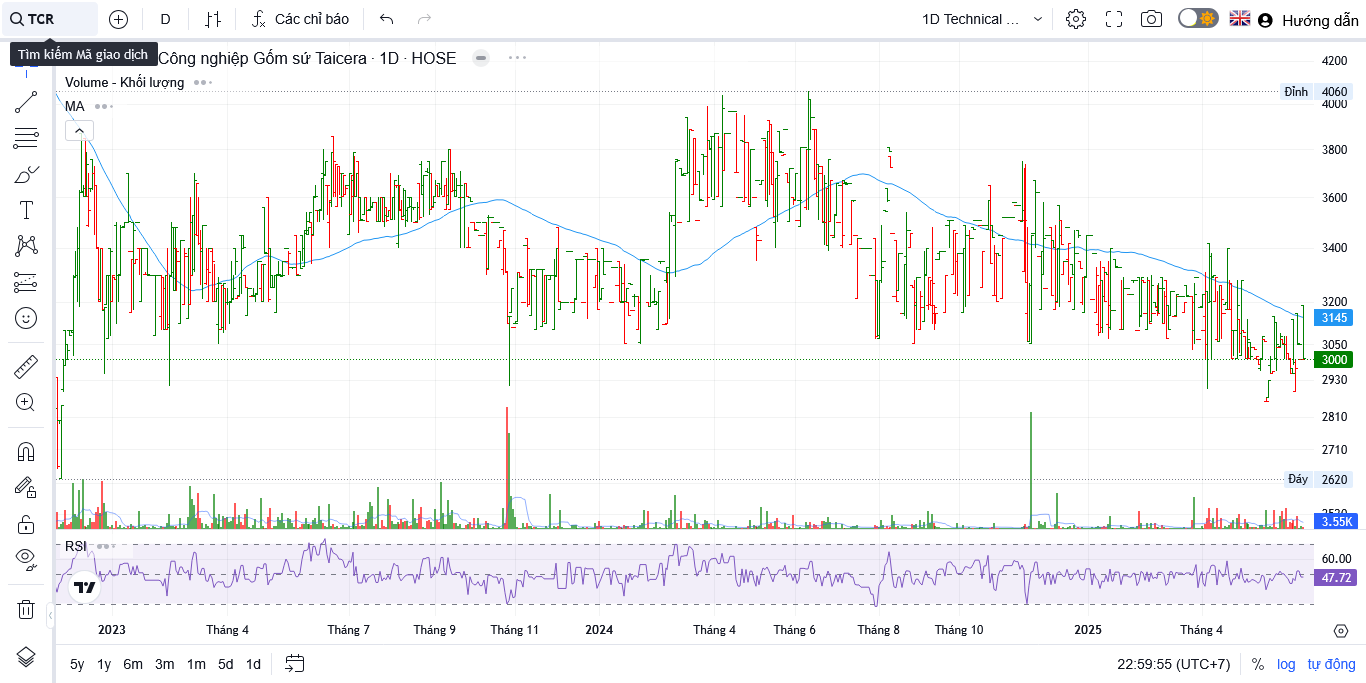 TCR
D
Các chỉ báo
1D Technical ...
Hướng dẫn
Tìm kiếm Mã giao dịch
Công nghiệp Gốm sứ Taicera · 1D · HOSE
Volume - Khối lượng
MA
4200
Đỉnh 4060
4000
3800
3600
3400
3200
3145
3050
3000
2930
2810
2710
Đáy 2620
3.55K
RSI
60.00
47.72
2023 Tháng 4 Tháng 7 Tháng 9 Tháng 11 2024 Tháng 4 Tháng 6 Tháng 8 Tháng 10 2025 Tháng 4
5y 1y 6m 3m 1m 5d 1d
22:59:55 (UTC+7) % log tự động